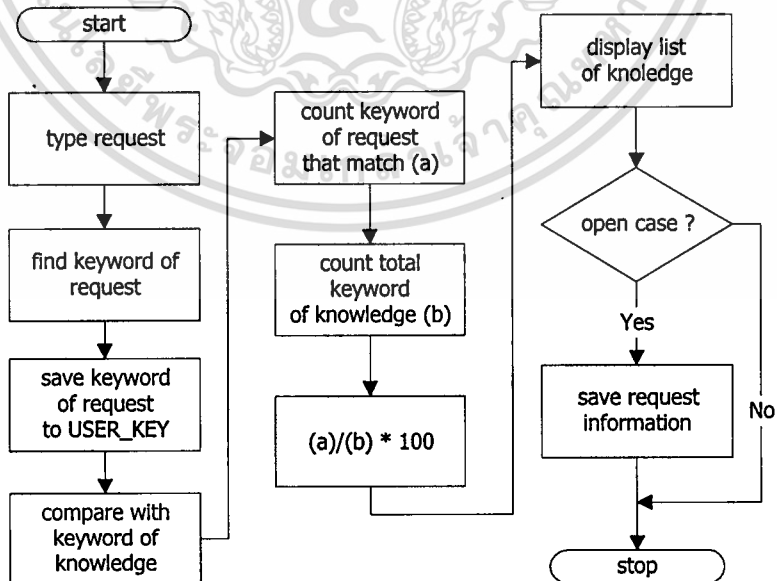 start
type request
find keyword of
request
save keyword
of request
to USER_KEY
compare with
keyword of
knowledge
count keyword
of request
that match (a)
count total
keyword
of knowledge (b)
(a)/(b) * 100
display list
of knoledge
open case ?
Yes
No
save request
information
stop